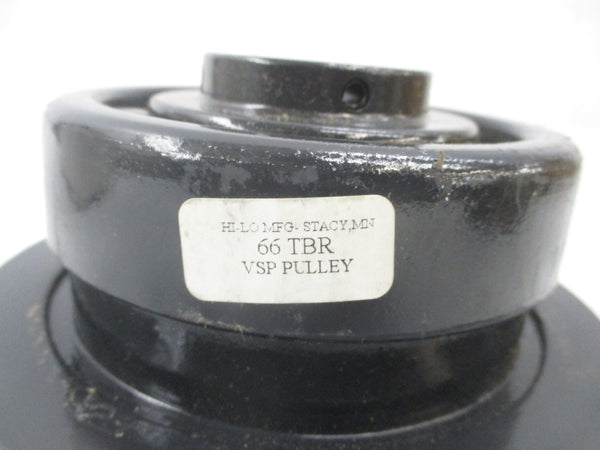 HI-LO MFG- STACY,MN
66 TBR
VSP PULLEY